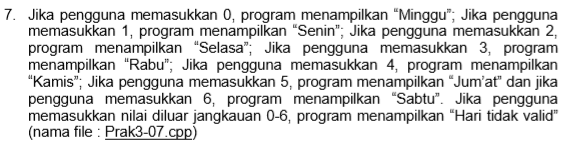 7. Jika pengguna memasukkan 0, program menampilkan “Minggu”; Jika pengguna
memasukkan 1, program menampilkan “Senin”; Jika pengguna memasukkan 2,
program menampilkan “Selasa”; Jika pengguna memasukkan 3, program
menampilkan “Rabu”; Jika pengguna memasukkan 4, program menampilkan
“Kamis”; Jika pengguna memasukkan 5, program menampilkan “Jum’at” dan jika
pengguna memasukkan 6, program menampilkan “Sabtu”. Jika pengguna
memasukkan nilai diluar jangkauan 0-6, program menampilkan “Hari tidak valid”
(nama file : Prak3-07.cpp)